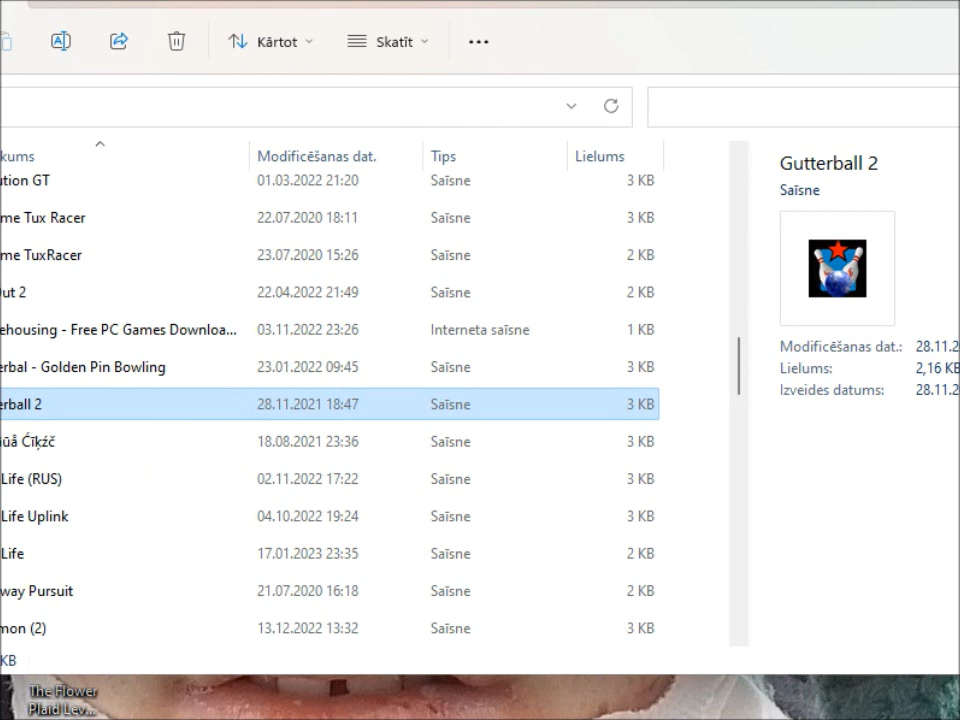 Kārtot
Skatīt
kums Modificēšanas dat. Tips Lielums
ution GT 01.03.2022 21:20 Saīsne 3 KB
me Tux Racer 22.07.2020 18:11 Saīsne 3 KB
me TuxRacer 23.07.2020 15:26 Saīsne 2 KB
Out 2 22.04.2022 21:49 Saīsne 2 KB
ehousing - Free PC Games Downloa... 03.11.2022 23:26 Interneta saīsne 1 KB
erbal - Golden Pin Bowling 23.01.2022 09:45 Saīsne 3 KB
erball 2 28.11.2021 18:47 Saīsne 3 KB
18.08.2021 23:36 Saīsne 3 KB
Life (RUS) 02.11.2022 17:22 Saīsne 3 KB
Life Uplink 04.10.2022 19:24 Saīsne 3 KB
Life 17.01.2023 23:35 Saīsne 2 KB
way Pursuit 21.07.2020 16:18 Saīsne 2 KB
mon (2) 13.12.2022 13:32 Saīsne 3 KB
KB
Gutterball 2
Saīsne
Modificēšanas dat.: 28.11.2
Lielums: 2,16 KB
Izveides datums: 28.11.2
The Flower
Plaid Lev...